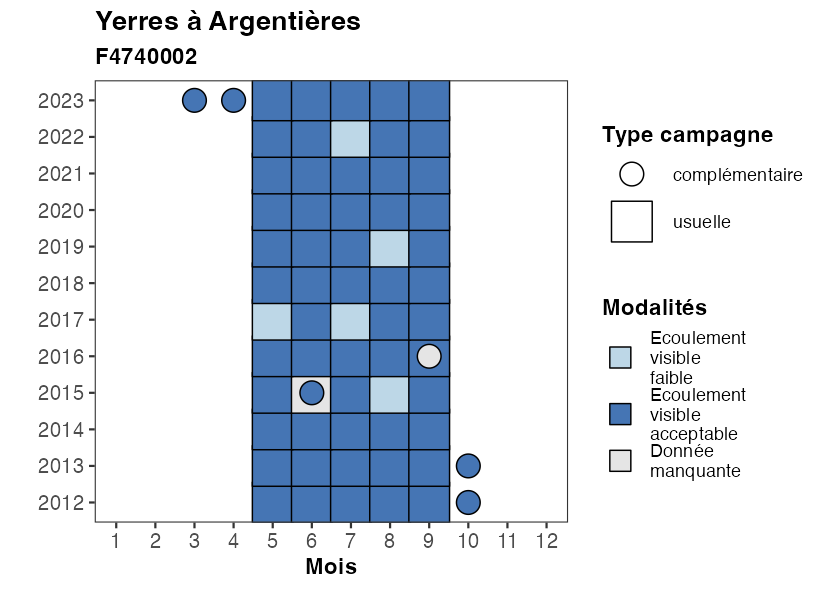 Yerres à Argentières
F4740002
2023
2022
2021
2020
2019
2018
2017
2016
2015
2014
2013
2012
1 2 3 4 5 6 7 8 9 10 11 12
Mois
Type campagne
complémentaire
usuelle
Modalités
Ecoulement
visible
faible
Ecoulement
visible
acceptable
Donnée
manquante